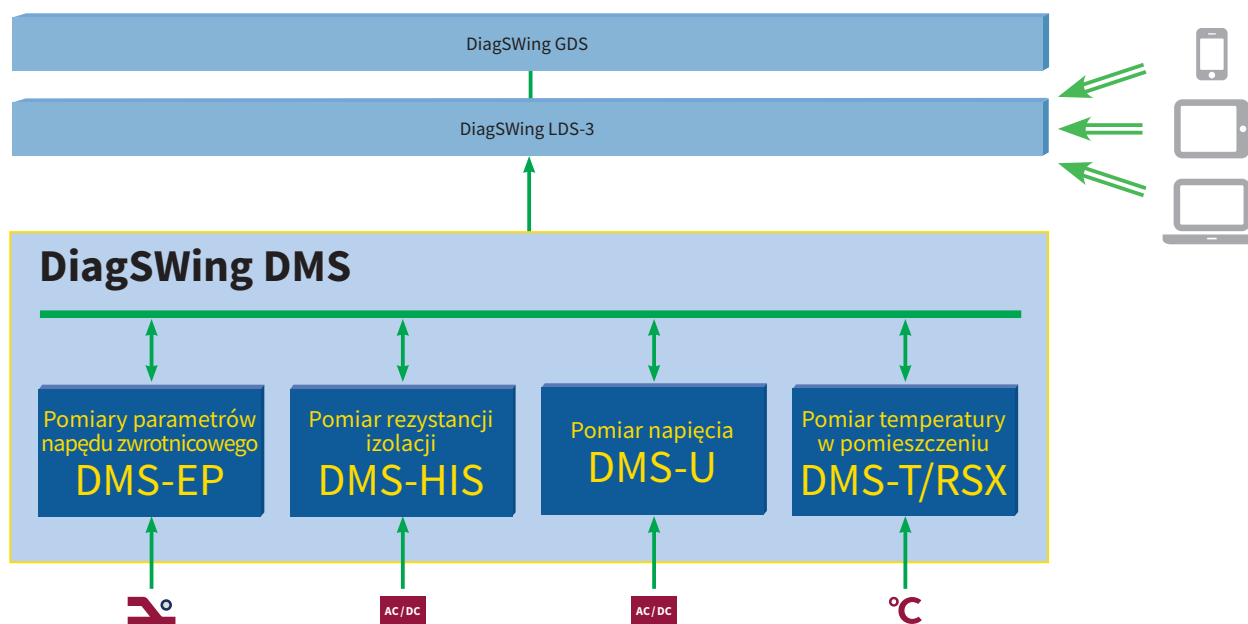 DiagSWing GDS
DiagSWing LDS-3
DiagSWing DMS
Pomiary parametrów
napędu zwrotnicowego
DMS-EP
Pomiar rezystancji
izolacji
DMS-HIS
Pomiar napięcia
DMS-U
Pomiar temperatury
w pomieszczeniu
DMS-T/RSX
AC/DC
AC/DC
°C